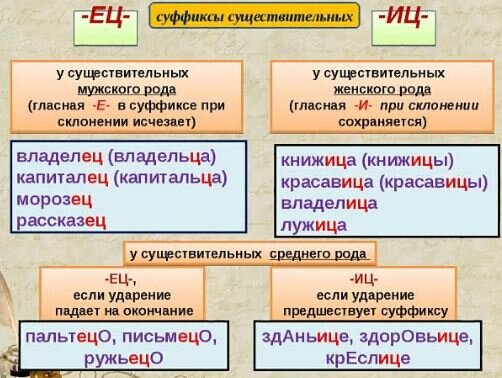 -ЕЦ-
суффиксы существительных
-ИЦ-
у существительных
мужского рода
(гласная -Е- в суффиксе при
склонении исчезает)
у существительных
женского рода
(гласная -И- при склонении
сохраняется)
владелец (владельца)
капиталец (капитальца)
морозец
рассказец
книжица (книжицы)
красавица (красавицы)
владелица
лужица
у существительных среднего рода
-ЕЦ-,
если ударение
падает на окончание
-ИЦ-
если ударение
предшествует суффиксу
пальтецО, письмецО,
ружьецО
здАньице, здорОвьице,
крЕслице